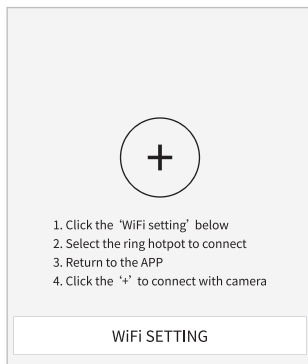 +
1. Click the ‘WiFi setting’ below
2. Select the ring hotpot to connect
3. Return to the APP
4. Click the ‘+’ to connect with camera
WiFi SETTING